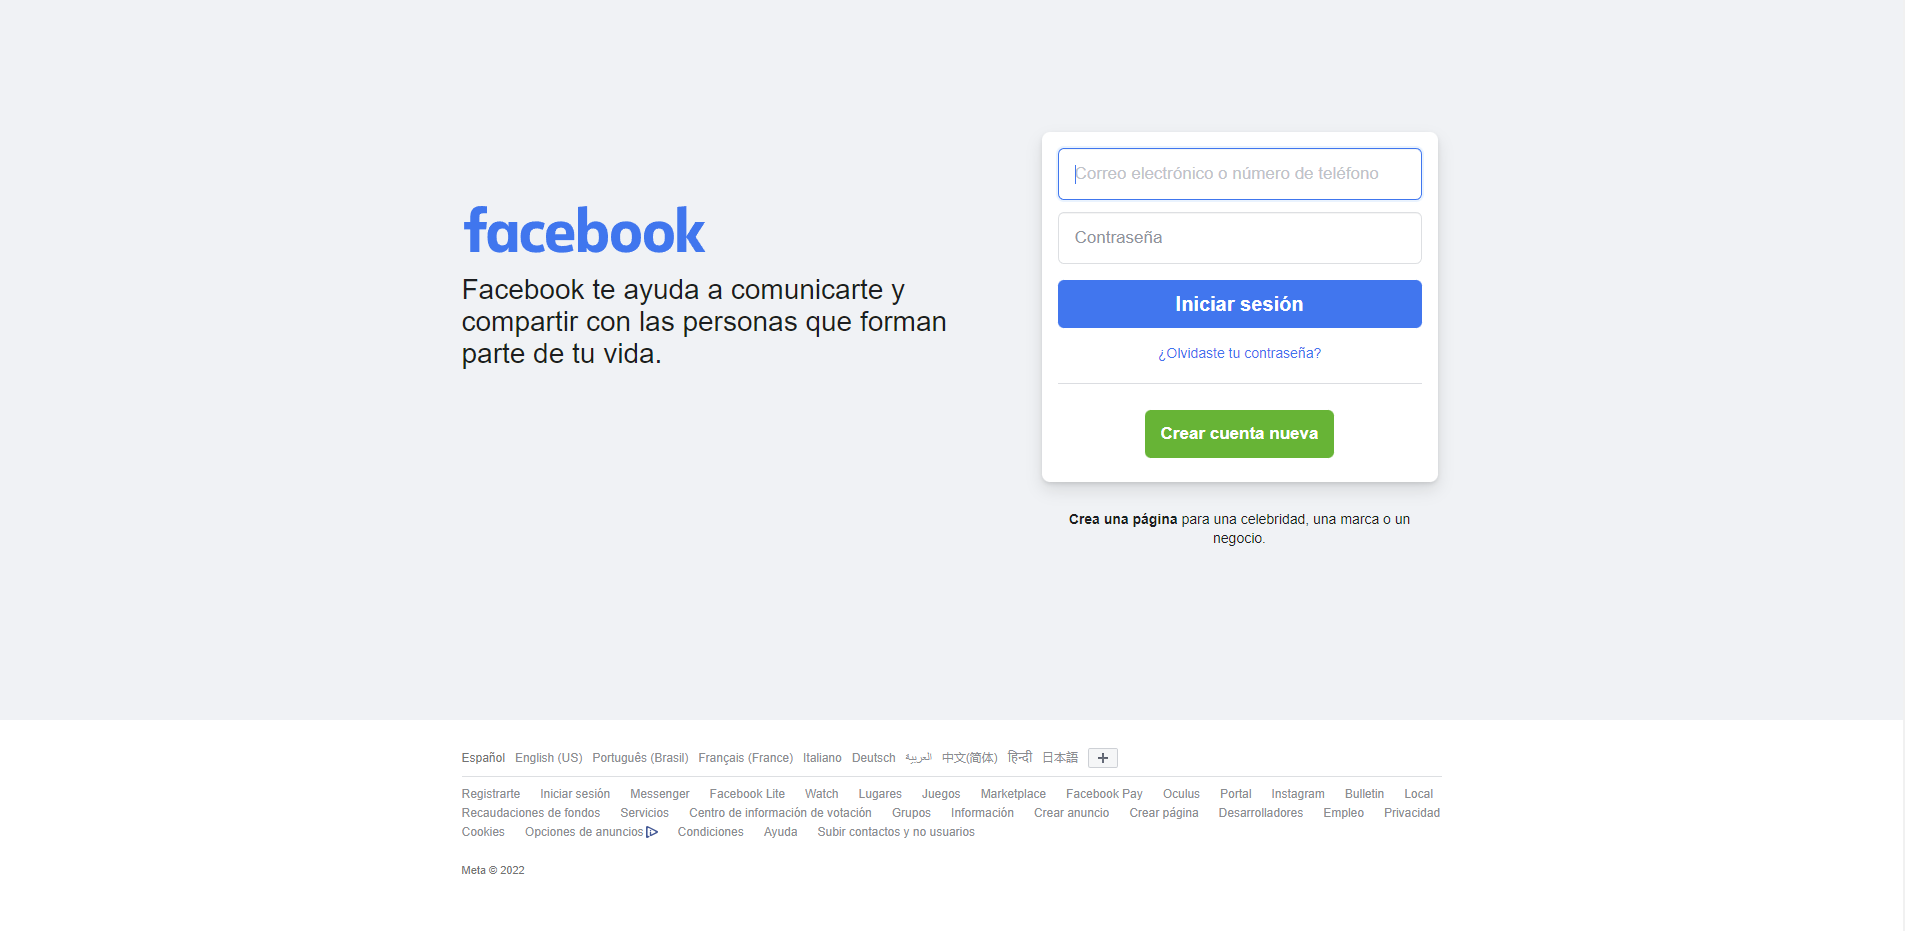 facebook
Facebook te ayuda a comunicarte y
compartir con las personas que forman
parte de tu vida.
Correo electrónico o número de teléfono
Contraseña
Iniciar sesión
¿Olvidaste tu contraseña?
Crear cuenta nueva
Crea una página para una celebridad, una marca o un
negocio.
Español English (US) Português (Brasil) Français (France) Italiano Deutsch العربية 中文(简体) हिन्दी 日本語
Registrarte Iniciar sesión Messenger Facebook Lite Watch Lugares Juegos Marketplace Facebook Pay Oculus Portal Instagram Bulletin Local
Recaudaciones de fondos Servicios Centro de información de votación Grupos Información Crear anuncio Crear página Desarrolladores Empleo Privacidad
Cookies Opciones de anuncios Condiciones Ayuda Subir contactos y no usuarios
Meta © 2022